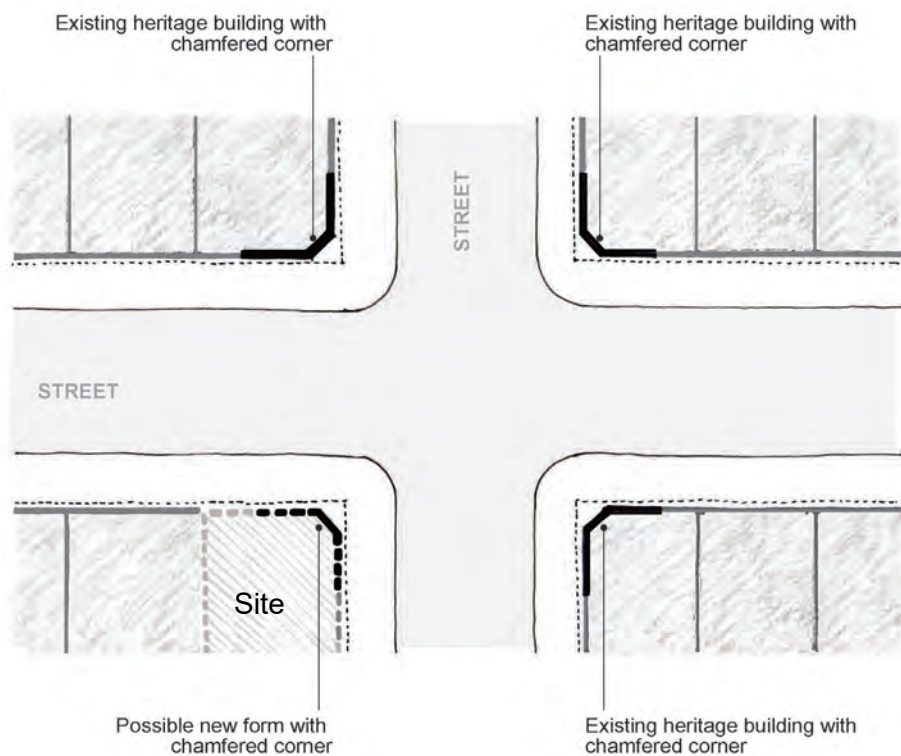 Existing heritage building with
chamfered corner
Existing heritage building with
chamfered corner
STREET
STREET
Site
Possible new form with
chamfered corner
Existing heritage building with
chamfered corner